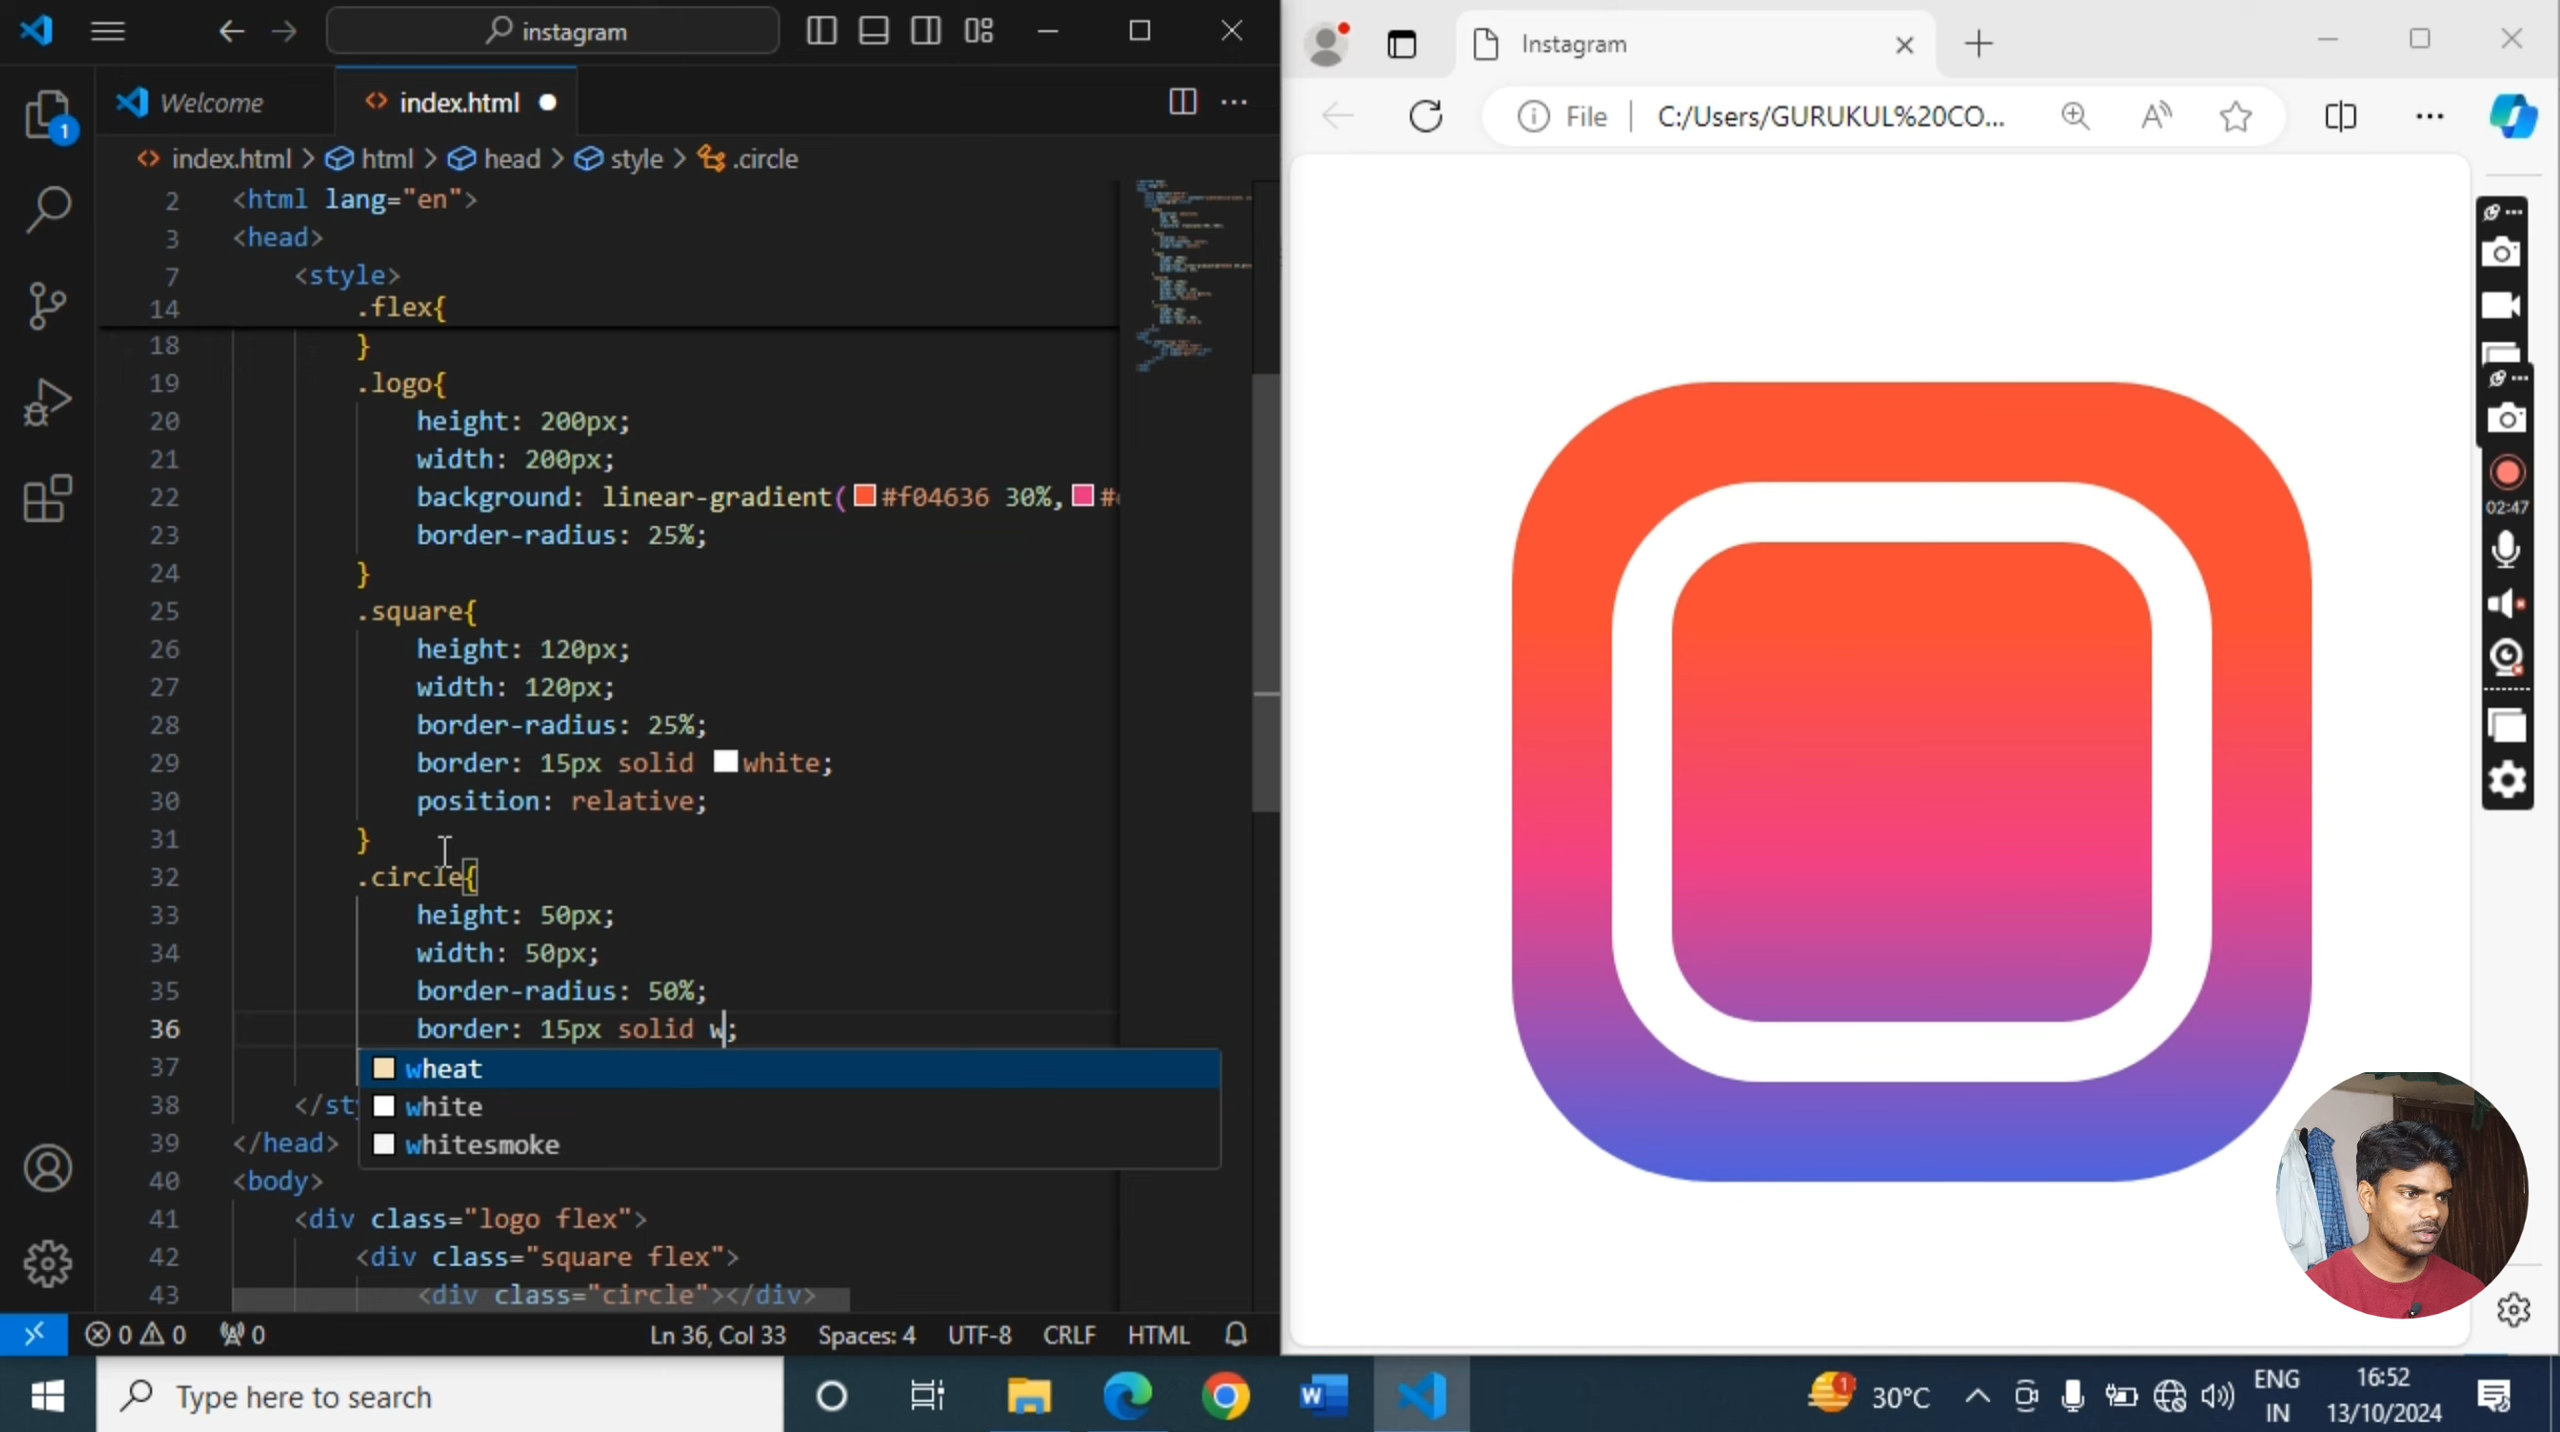 instagram
Welcome
index.html
index.html > html > head > style > .circle
2 <html lang="en">
3 <head>
7 <style>
14 .flex{
18 }
19 .logo{
20 height: 200px;
21 width: 200px;
22 background: linear-gradient(#f04636 30%,#
23 border-radius: 25%;
24 }
25 .square{
26 height: 120px;
27 width: 120px;
28 border-radius: 25%;
29 border: 15px solid white;
30 position: relative;
31 }
32 .circle{
33 height: 50px;
34 width: 50px;
35 border-radius: 50%;
36 border: 15px solid w;
37
wheat
white
whitesmoke
38 </sty
39 </head>
40 <body>
41 <div class="logo flex">
42 <div class="square flex">
43 <div class="circle"></div>
1
0 0 0
Ln 36, Col 33
Spaces: 4
UTF-8
CRLF
HTML
Instagram
File | C:/Users/GURUKUL%20CO...
02:47
Type here to search
1
30°C
ENG
IN
16:52
13/10/2024